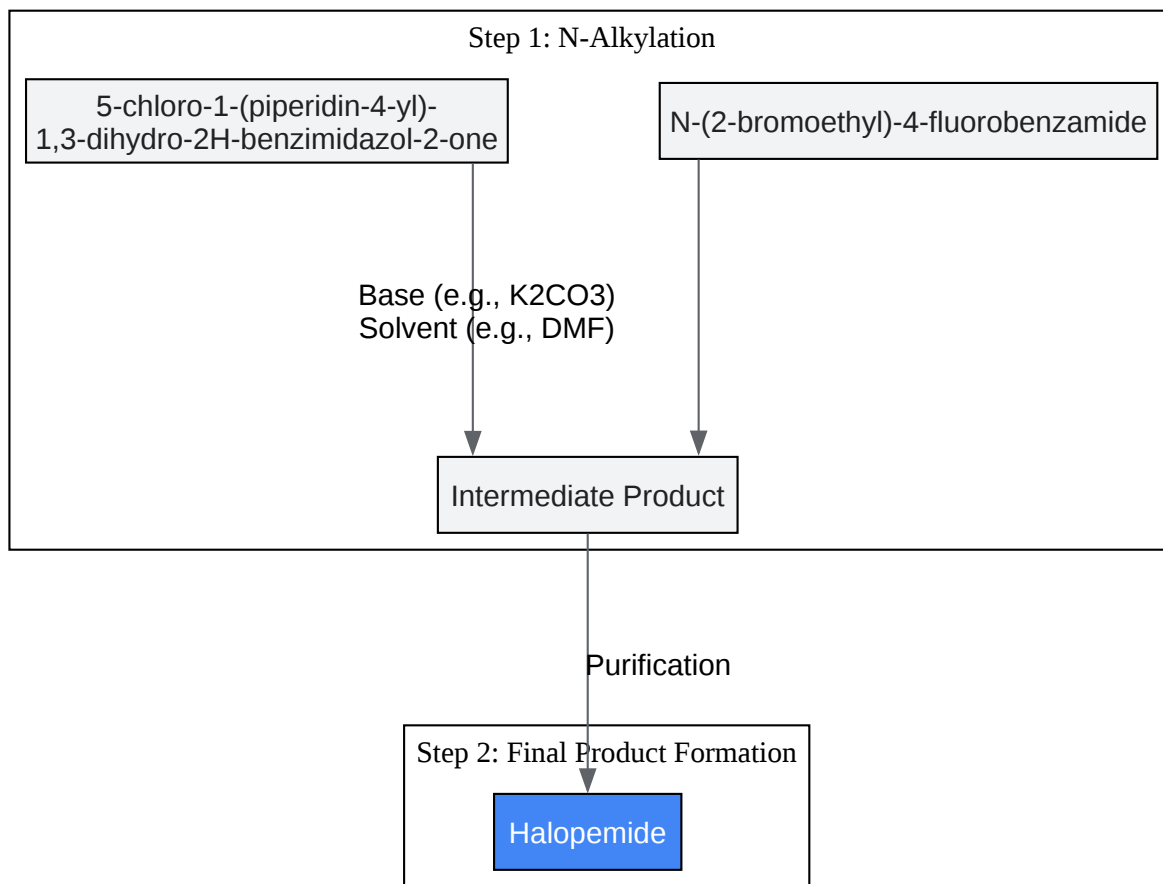 Step 1: N-Alkylation
5-chloro-1-(piperidin-4-yl)-
1,3-dihydro-2H-benzimidazol-2-one
N-(2-bromoethyl)-4-fluorobenzamide
Base (e.g., K2CO3)
Solvent (e.g., DMF)
Intermediate Product
Purification
Step 2: Final Product Formation
Halopemide